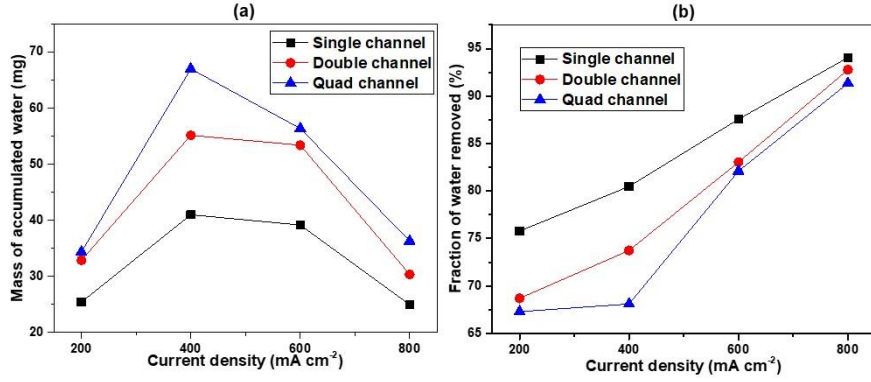 (a)
Mass of accumulated water (mg)
70
60
50
40
30
20
Single channel
Double channel
Quad channel
200
400
600
800
Current density (mA cm⁻²)
(b)
Fraction of water removed (%)
95
90
85
80
75
70
65
Single channel
Double channel
Quad channel
200
400
600
800
Current density (mA cm⁻²)